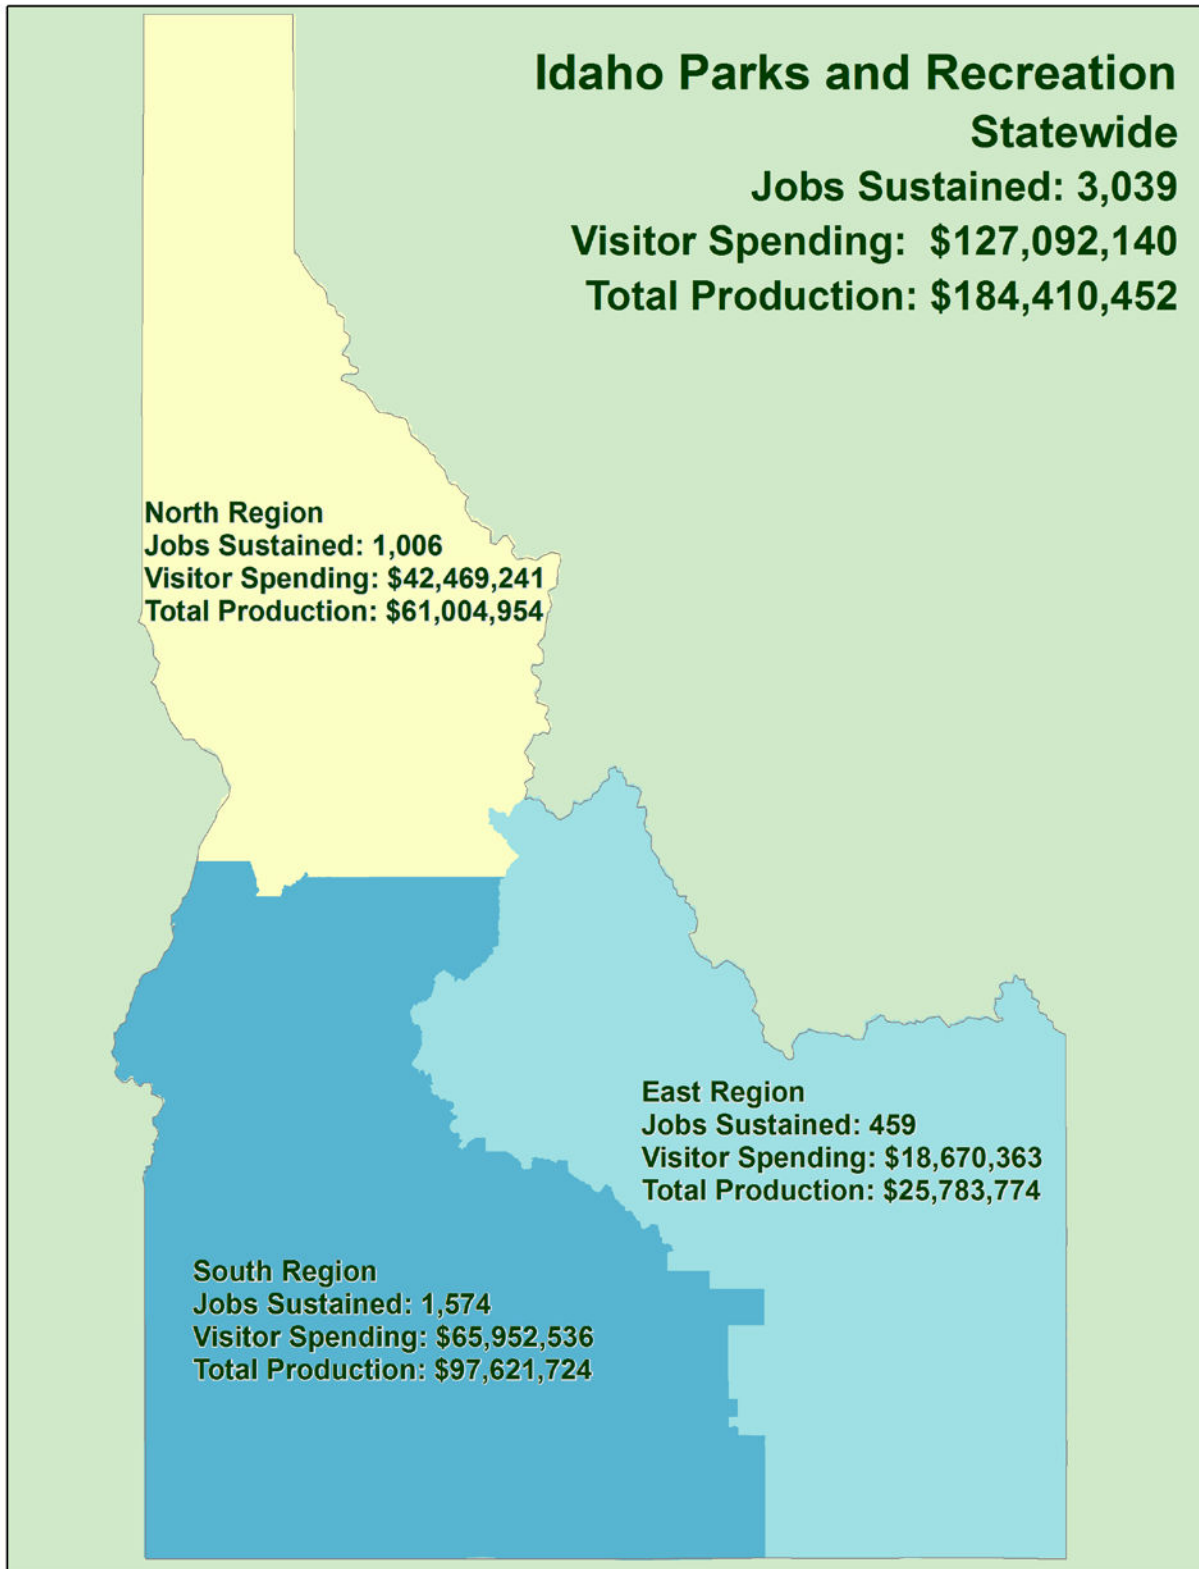 Idaho Parks and Recreation
Statewide
Jobs Sustained: 3,039
Visitor Spending: $127,092,140
Total Production: $184,410,452
North Region
Jobs Sustained: 1,006
Visitor Spending: $42,469,241
Total Production: $61,004,954
East Region
Jobs Sustained: 459
Visitor Spending: $18,670,363
Total Production: $25,783,774
South Region
Jobs Sustained: 1,574
Visitor Spending: $65,952,536
Total Production: $97,621,724